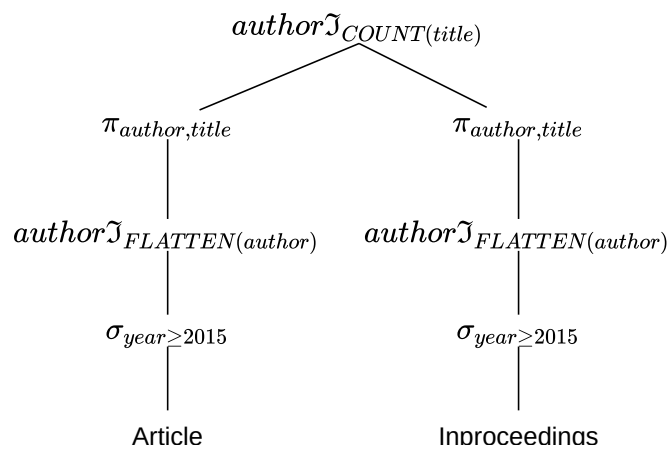 authorℑCOUNT(title)
πauthor,title πauthor,title
authorℑFLATTEN(author) authorℑFLATTEN(author)
σyear≥2015 σyear≥2015
Article Inproceedings